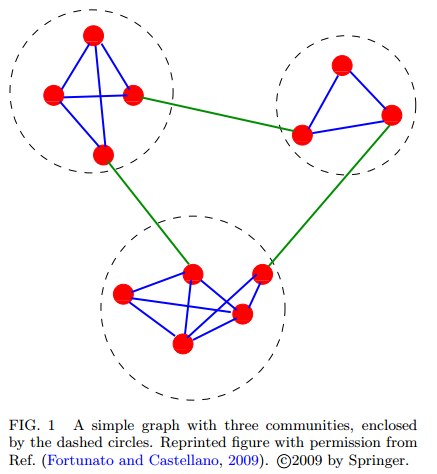 FIG. 1 A simple graph with three communities, enclosed
by the dashed circles. Reprinted figure with permission from
Ref. (Fortunato and Castellano, 2009). ©2009 by Springer.